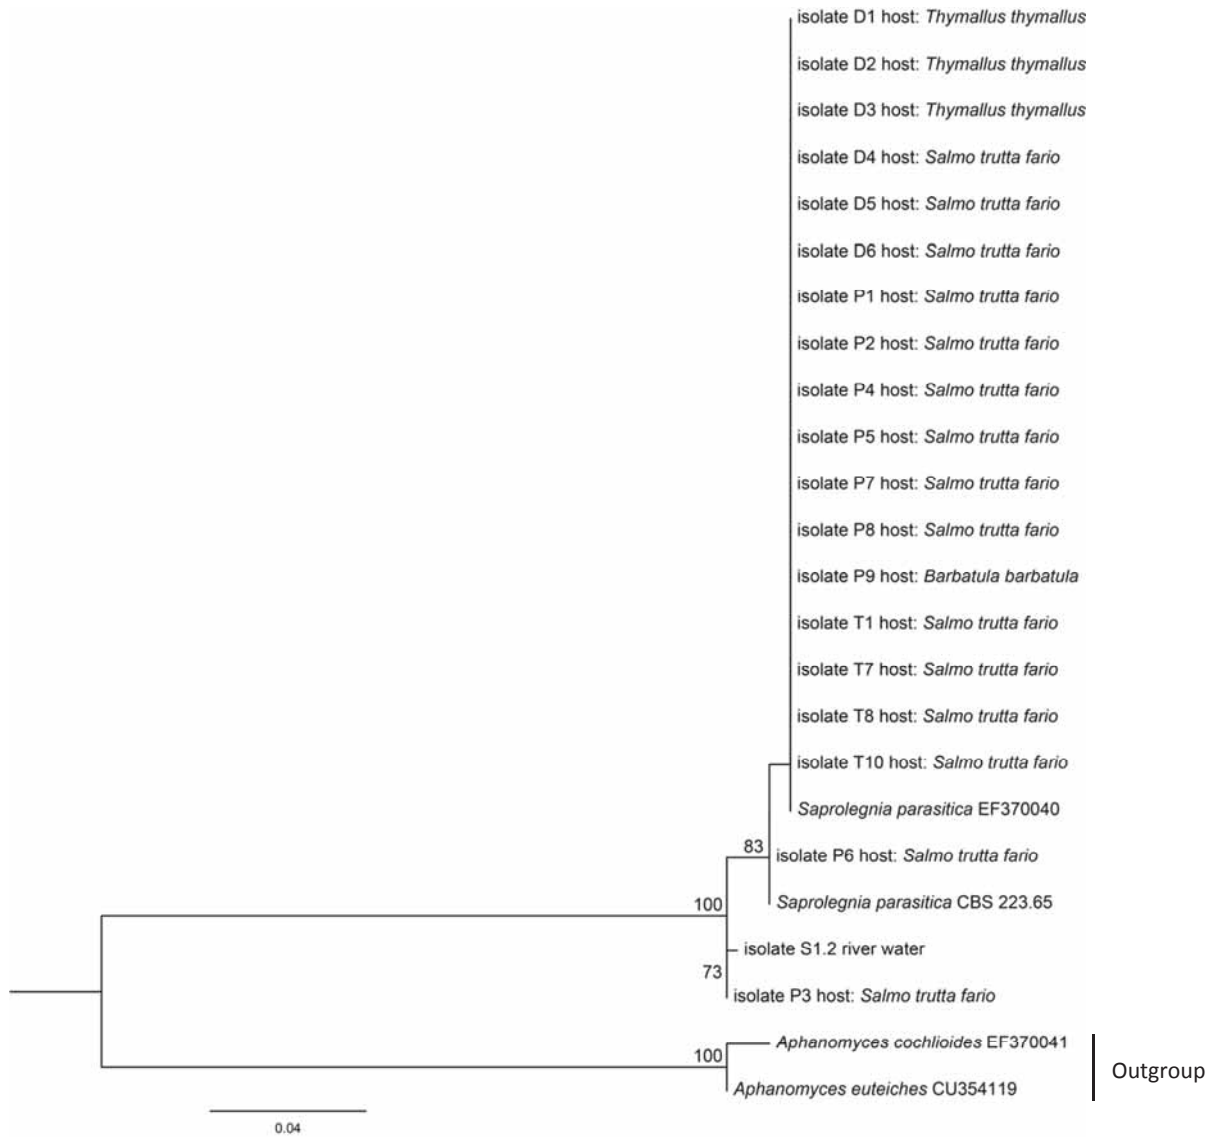 isolate D1 host: Thymallus thymallus
isolate D2 host: Thymallus thymallus
isolate D3 host: Thymallus thymallus
isolate D4 host: Salmo trutta fario
isolate D5 host: Salmo trutta fario
isolate D6 host: Salmo trutta fario
isolate P1 host: Salmo trutta fario
isolate P2 host: Salmo trutta fario
isolate P4 host: Salmo trutta fario
isolate P5 host: Salmo trutta fario
isolate P7 host: Salmo trutta fario
isolate P8 host: Salmo trutta fario
isolate P9 host: Barbatula barbatula
isolate T1 host: Salmo trutta fario
isolate T7 host: Salmo trutta fario
isolate T8 host: Salmo trutta fario
isolate T10 host: Salmo trutta fario
Saprolegnia parasitica EF370040
83
isolate P6 host: Salmo trutta fario
100
Saprolegnia parasitica CBS 223.65
isolate S1.2 river water
73
isolate P3 host: Salmo trutta fario
100
Aphanomyces cochlioides EF370041
Outgroup
Aphanomyces euteiches CU354119
0.04